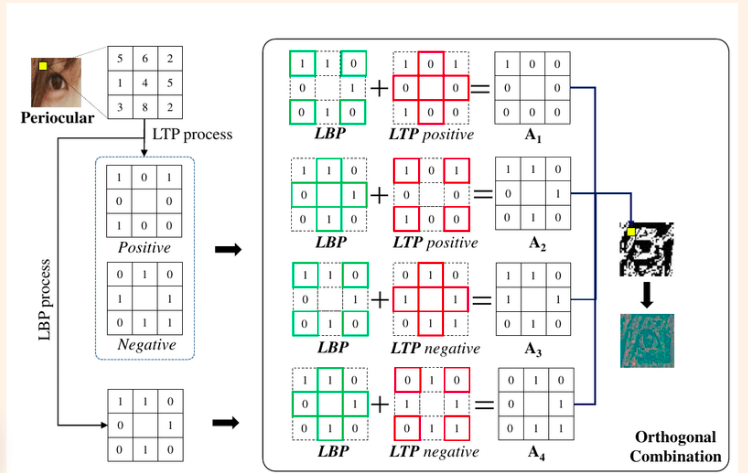 5 6 2
1 4 5
3 8 2
Periocular
LTP process
1 0 1
0 0
1 0 0
Positive
0 1 0
1 1
0 1 1
Negative
LBP process
1 1 0
0 1
0 1 0
1 1 0 1 0 1 1 0 0
0 1 + 0 0 = 0 0
0 1 0 1 0 0 0 0 0
LBP LTP positive A₁
1 1 0 1 0 1 1 1 0
0 1 + 0 0 = 0 1
0 1 0 1 0 0 0 1 0
LBP LTP positive A₂
1 1 0 0 1 0 1 1 0
0 1 + 1 1 = 1 1
0 1 0 0 1 1 0 1 0
LBP LTP negative A₃
1 1 0 0 1 0 0 1 0
0 1 + 1 1 = 0 1
0 1 0 0 1 1 0 1 1
LBP LTP negative A₄
Orthogonal
Combination